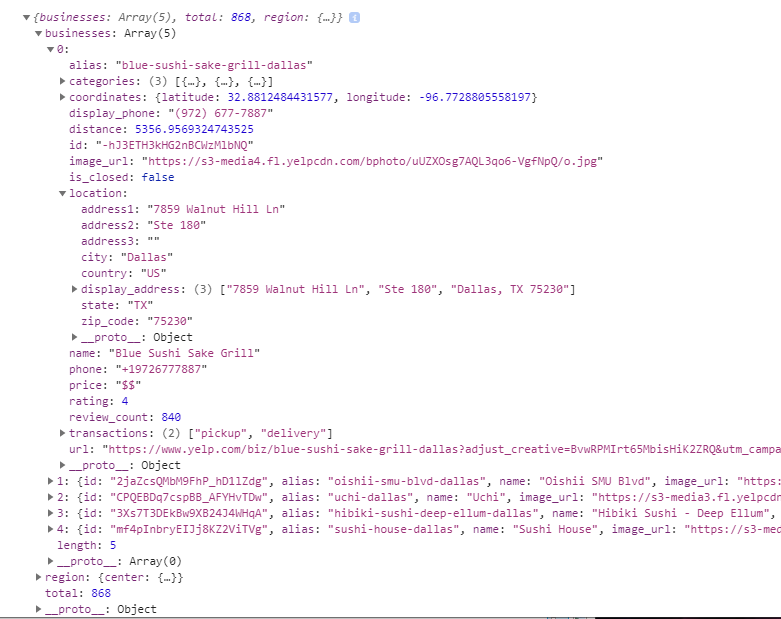 {businesses: Array(5), total: 868, region: {…}} i
businesses: Array(5)
0:
alias: "blue-sushi-sake-grill-dallas"
categories: (3) [{…}, {…}, {…}]
coordinates: {latitude: 32.8812484431577, longitude: -96.7728805558197}
display_phone: "(972) 677-7887"
distance: 5356.9569324743525
id: "-hJ3ETH3kHG2nBCWzMlbNQ"
image_url: "https://s3-media4.fl.yelpcdn.com/bphoto/uUZXOsg7AQL3qo6-VgfNpQ/o.jpg"
is_closed: false
location:
address1: "7859 Walnut Hill Ln"
address2: "Ste 180"
address3: ""
city: "Dallas"
country: "US"
display_address: (3) ["7859 Walnut Hill Ln", "Ste 180", "Dallas, TX 75230"]
state: "TX"
zip_code: "75230"
__proto__: Object
name: "Blue Sushi Sake Grill"
phone: "+19726777887"
price: "$$"
rating: 4
review_count: 840
transactions: (2) ["pickup", "delivery"]
url: "https://www.yelp.com/biz/blue-sushi-sake-grill-dallas?adjust_creative=BvwRPMIrt65MbisHiK2ZRQ&utm_campa
__proto__: Object
1: {id: "2jaZcsQMbM9FhP_hD1lZdg", alias: "oishii-smu-blvd-dallas", name: "Oishii SMU Blvd", image_url: "https:
2: {id: "CPQEBDq7cspBB_AFYHvTDw", alias: "uchi-dallas", name: "Uchi", image_url: "https://s3-media3.fl.yelpcdn
3: {id: "3Xs7T3DEkBw9XB24J4WHqA", alias: "hibiki-sushi-deep-ellum-dallas", name: "Hibiki Sushi - Deep Ellum",
4: {id: "mf4pInbryEIJj8KZ2ViTVg", alias: "sushi-house-dallas", name: "Sushi House", image_url: "https://s3-med
length: 5
__proto__: Array(0)
region: {center: {…}}
total: 868
__proto__: Object